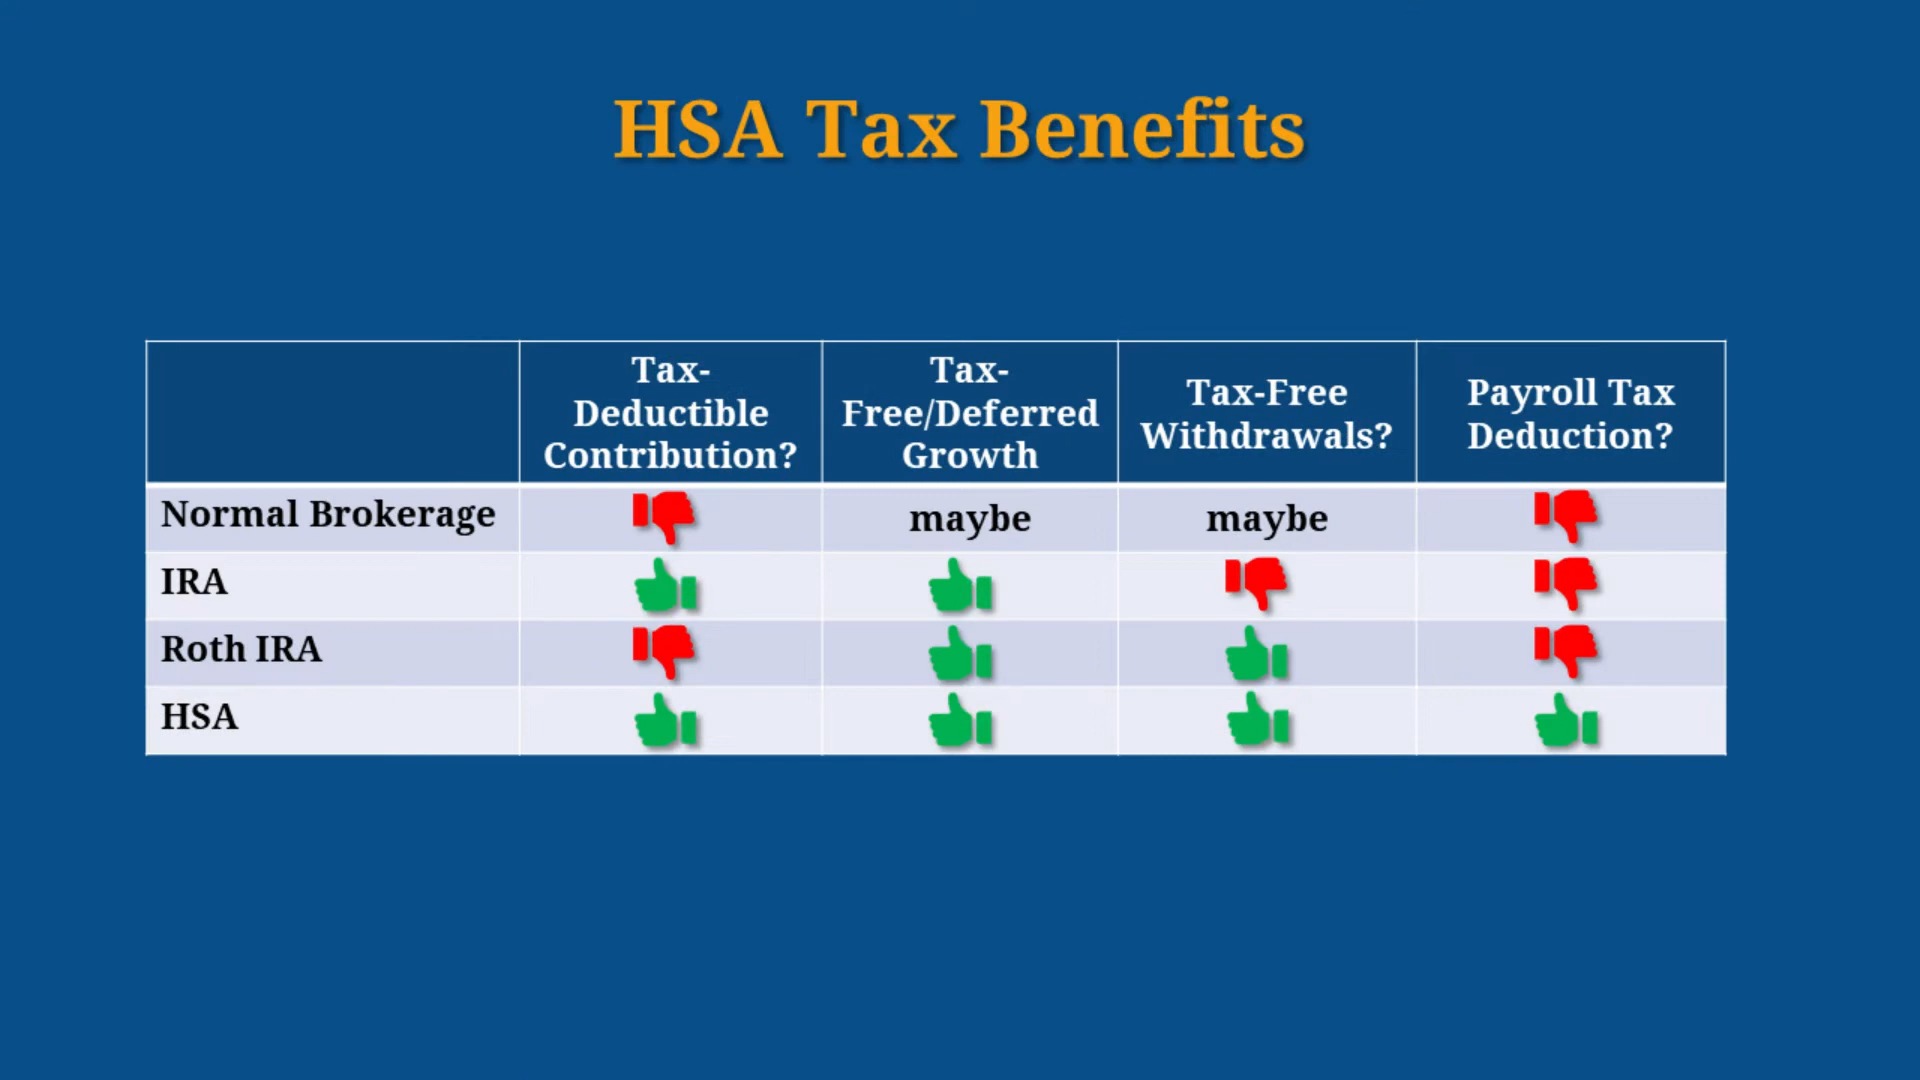 HSA Tax Benefits
Tax-
Deductible
Contribution?
Tax-
Free/Deferred
Growth
Tax-Free
Withdrawals?
Payroll Tax
Deduction?
Normal Brokerage
maybe
maybe
IRA
Roth IRA
HSA